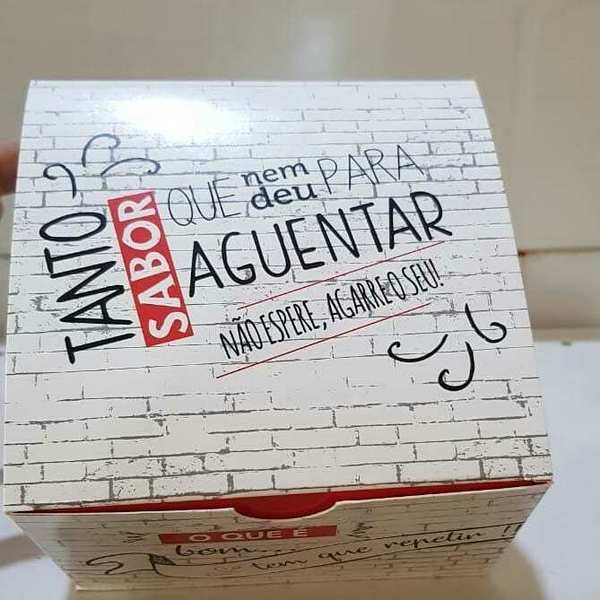 TANTO
SABOR
QUE nem deu PARA
AGUENTAR
NÃO ESPERE, AGARRE O SEU!
O QUE É
bom...
tem que repetir!!